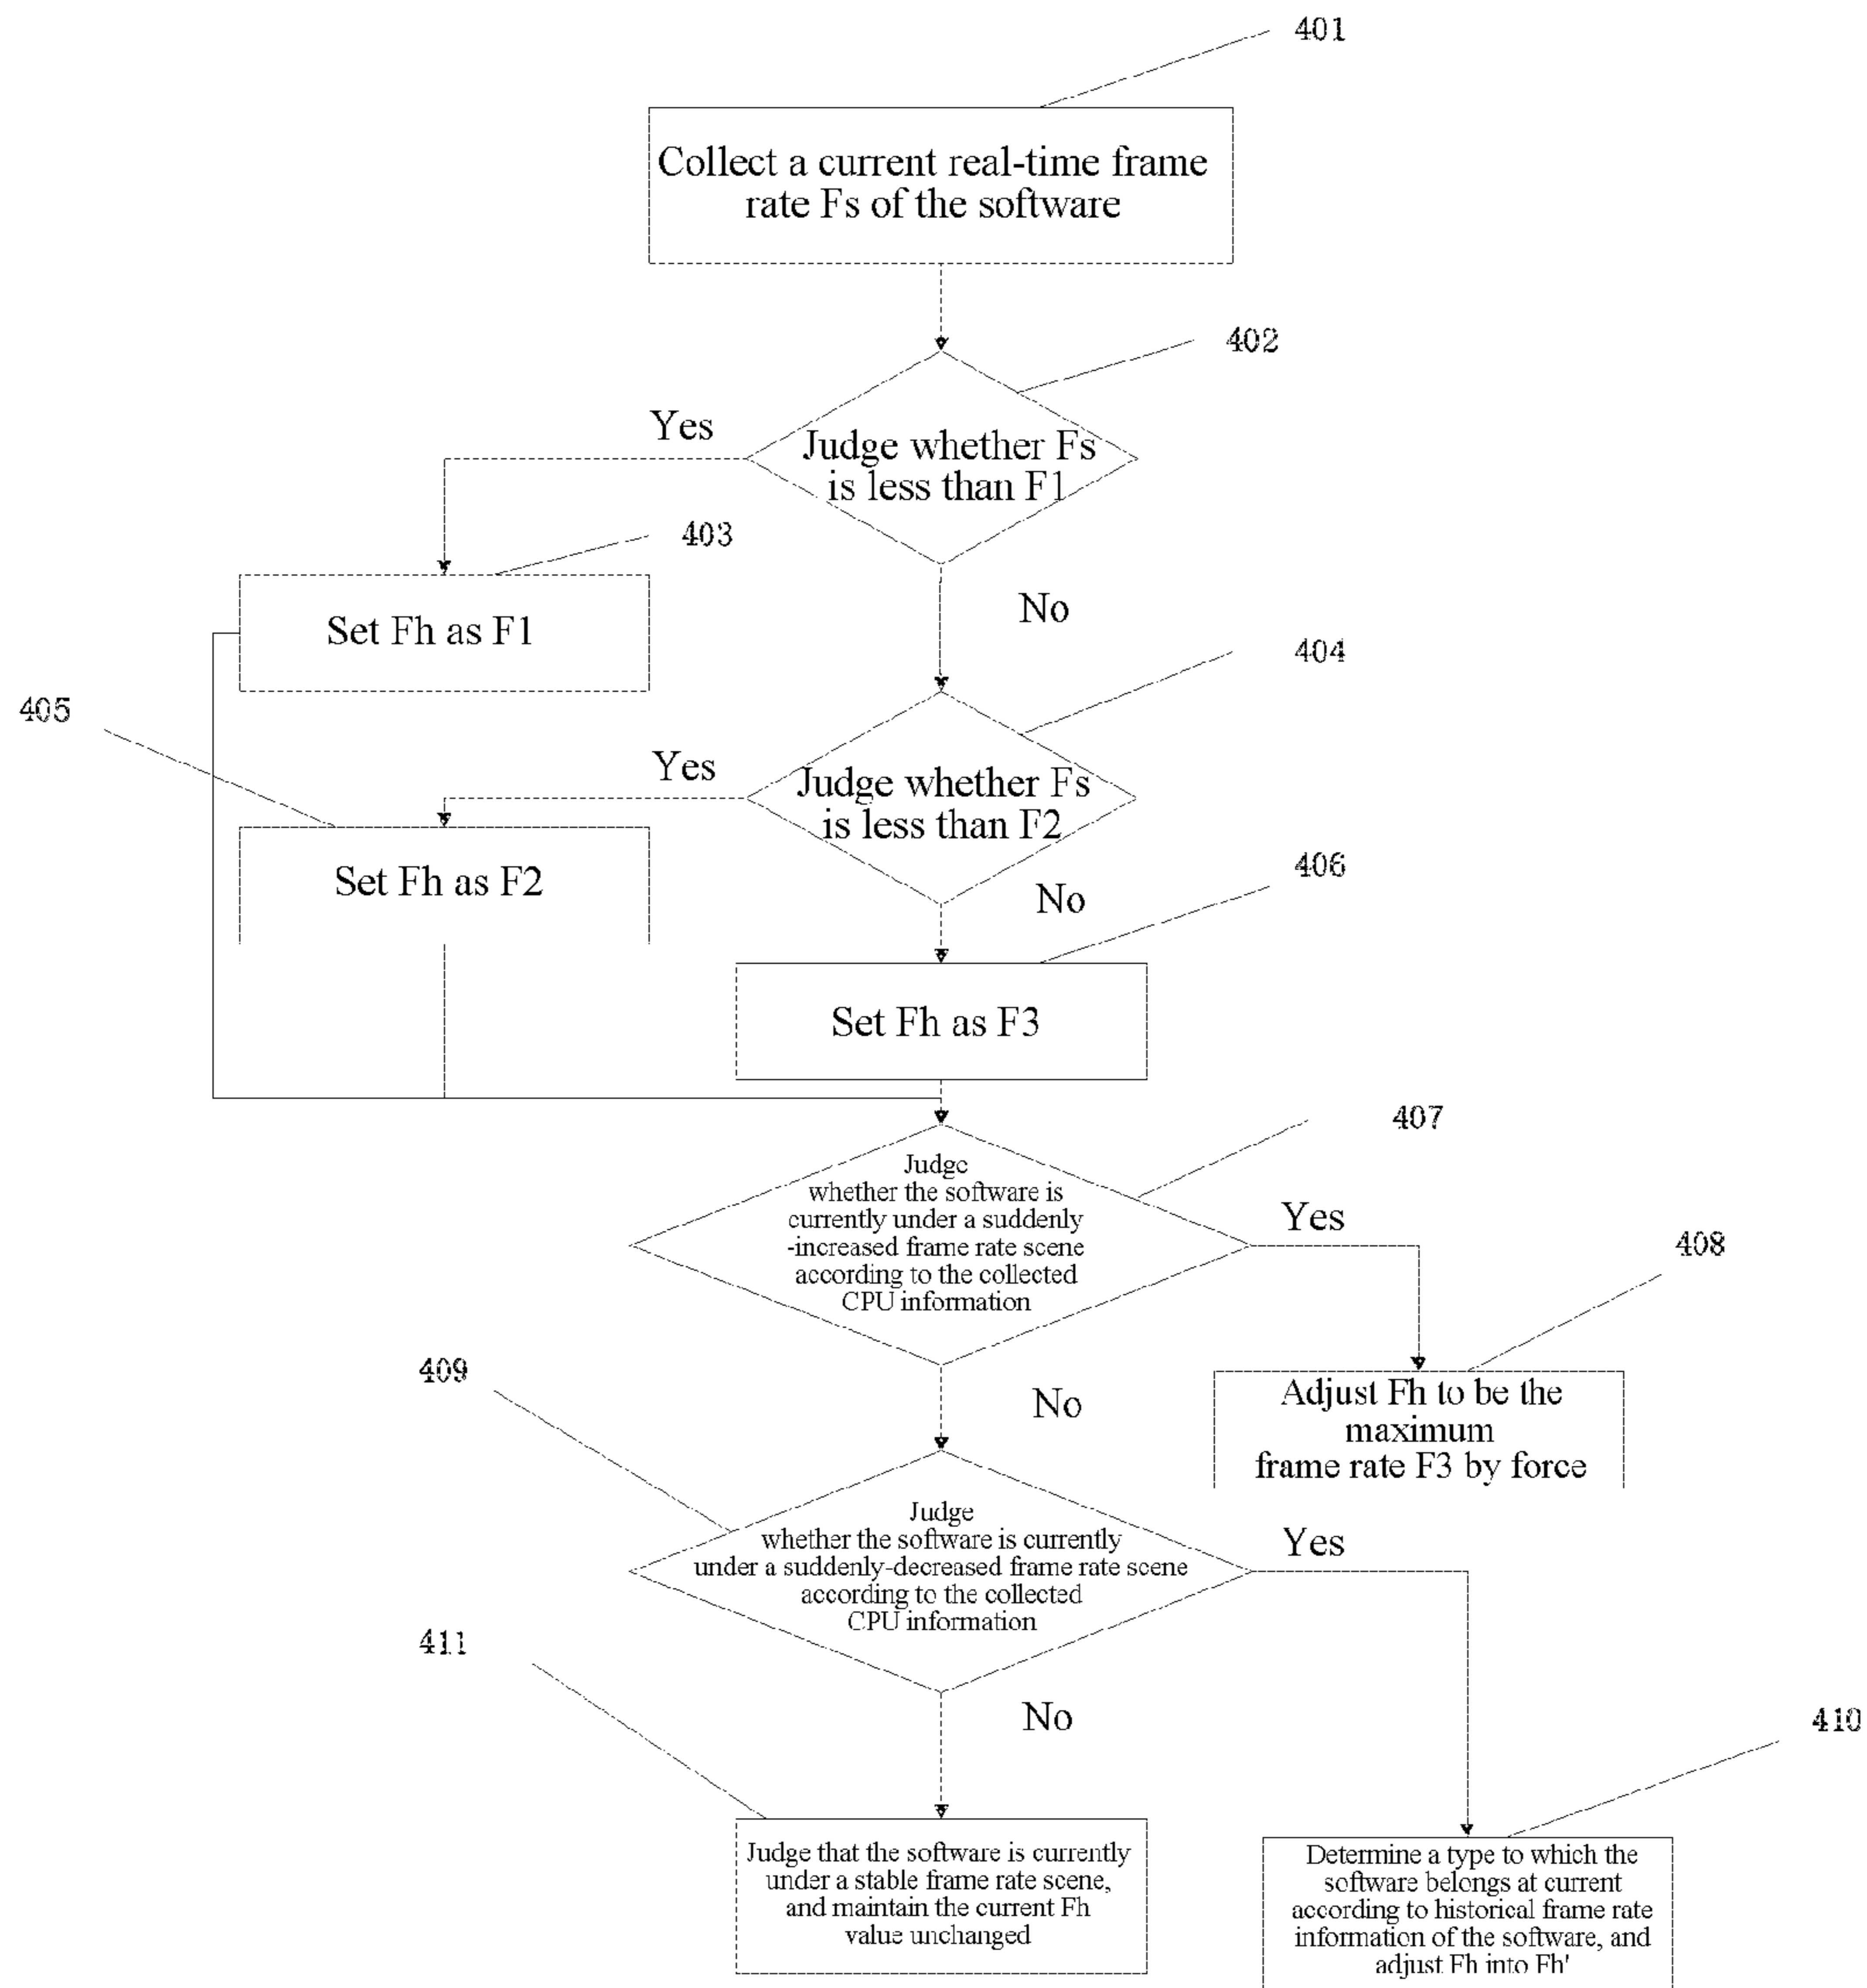 401
Collect a current real-time frame
rate Fs of the software
402
Yes
Judge whether Fs
is less than F1
403
Set Fh as F1
No
404
405
Yes
Judge whether Fs
is less than F2
Set Fh as F2
406
No
Set Fh as F3
407
Judge
whether the software is
currently under a suddenly
-increased frame rate scene
according to the collected
CPU information
Yes
408
409
No
Adjust Fh to be the
maximum
frame rate F3 by force
Judge
whether the software is currently
under a suddenly-decreased frame rate scene
according to the collected
CPU information
Yes
411
No
410
Judge that the software is currently
under a stable frame rate scene,
and maintain the current Fh
value unchanged
Determine a type to which the
software belongs at current
according to historical frame rate
information of the software, and
adjust Fh into Fh'